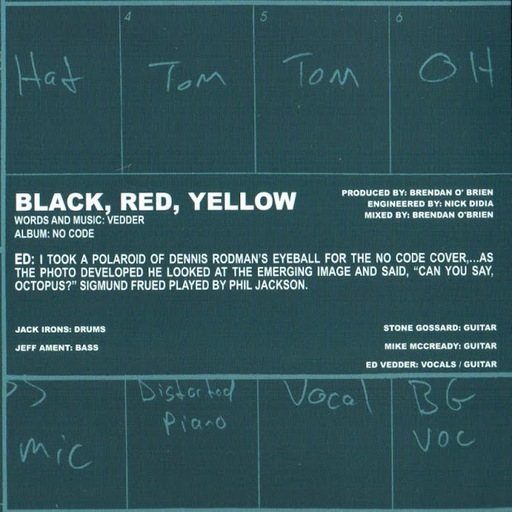 4
5
6
Hat
Tom
Tom
OH
BLACK, RED, YELLOW
WORDS AND MUSIC: VEDDER
ALBUM: NO CODE
PRODUCED BY: BRENDAN O' BRIEN
ENGINEERED BY: NICK DIDIA
MIXED BY: BRENDAN O'BRIEN
ED: I TOOK A POLAROID OF DENNIS RODMAN'S EYEBALL FOR THE NO CODE COVER,...AS
THE PHOTO DEVELOPED HE LOOKED AT THE EMERGING IMAGE AND SAID, "CAN YOU SAY,
OCTOPUS?" SIGMUND FRUED PLAYED BY PHIL JACKSON.
JACK IRONS: DRUMS
JEFF AMENT: BASS
STONE GOSSARD: GUITAR
MIKE MCCREADY: GUITAR
ED VEDDER: VOCALS / GUITAR
mic
Distorted
Piano
Vocal
BG
VOC